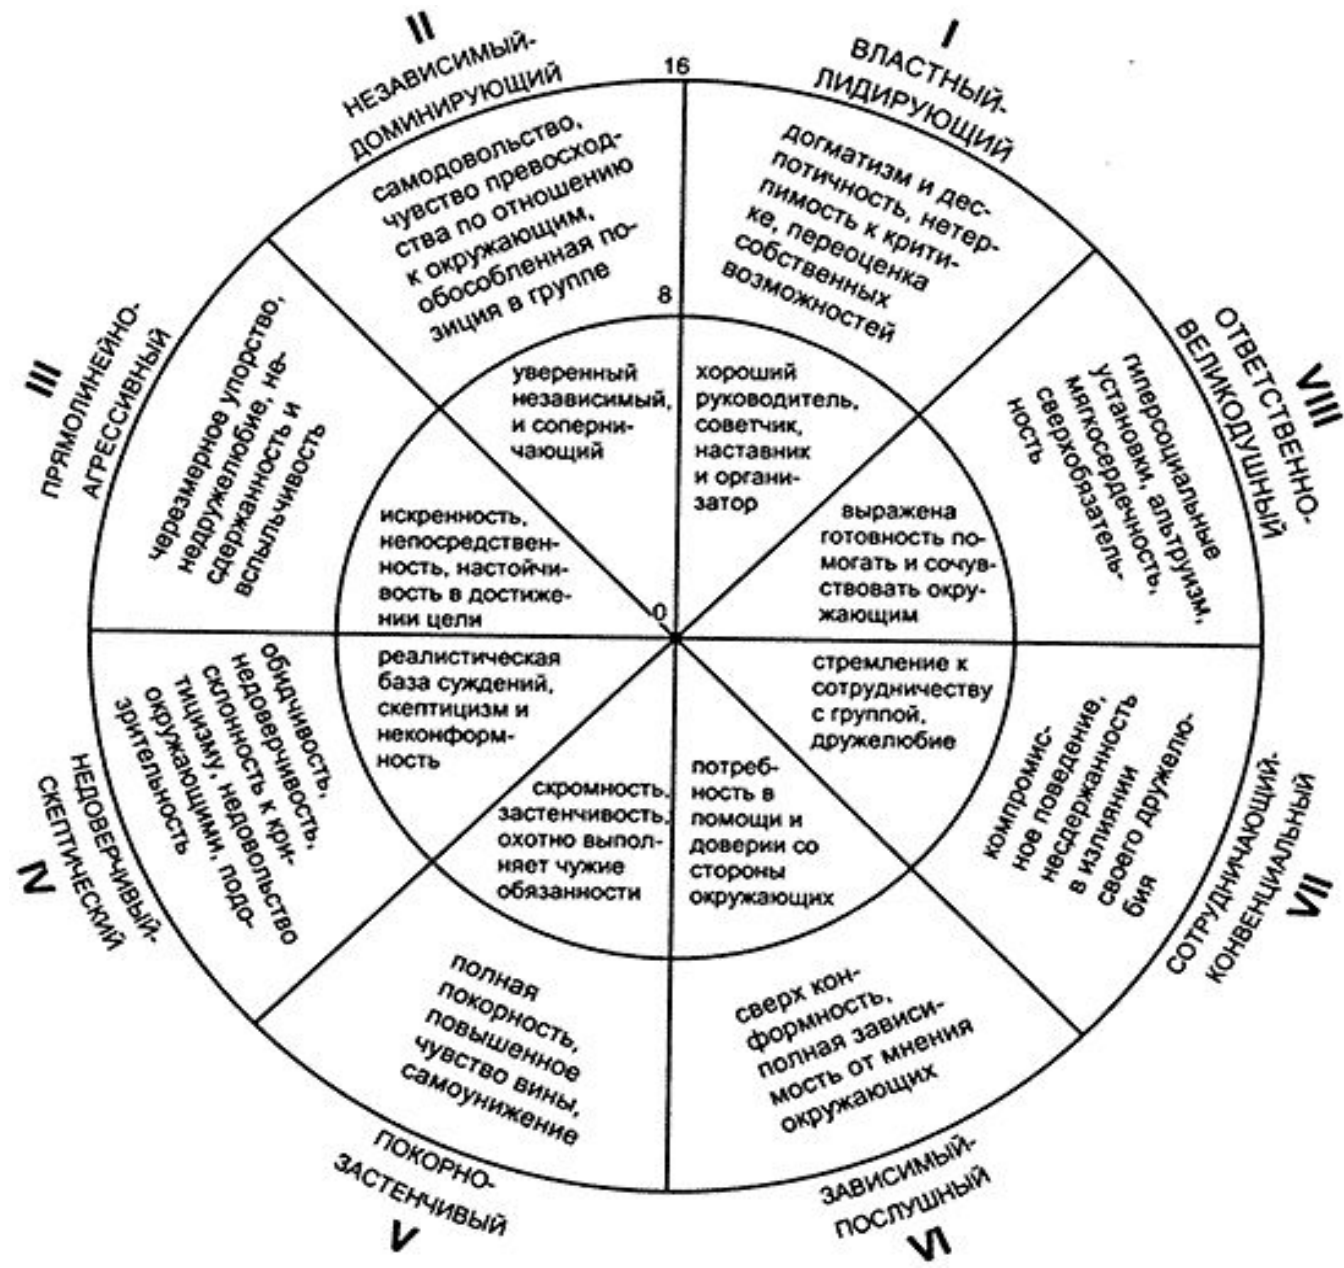 I
ВЛАСТНЫЙ-
ЛИДИРУЮЩИЙ
догматизм и дес-
потичность, нетер-
пимость к крити-
ке, переоценка
собственных
возможностей
хороший
руководитель,
советчик,
наставник
и органи-
затор
II
НЕЗАВИСИМЫЙ-
ДОМИНИРУЮЩИЙ
самодовольство,
чувство превосход-
ства по отношению
к окружающим,
обособленная по-
зиция в группе
уверенный
независимый,
и соперни-
чающий
III
ПРЯМОЛИНЕЙНО-
АГРЕССИВНЫЙ
черезмерное упорство,
недружелюбие, не-
сдержанность и
вспыльчивость
искренность,
непосредствен-
ность, настойчи-
вость в достиже-
нии цели
IV
НЕДОВЕРЧИВЫЙ-
СКЕПТИЧЕСКИЙ
обидчивость,
недоверчивость,
склонность к кри-
тицизму, недовольство
окружающими, подо-
зрительность
реалистическая
база суждений,
скептицизм и
неконформ-
ность
V
ПОКОРНО-
ЗАСТЕНЧИВЫЙ
полная
покорность,
повышенное
чувство вины,
самоунижение
скромность,
застенчивость,
охотно выпол-
няет чужие
обязанности
VI
ЗАВИСИМЫЙ-
ПОСЛУШНЫЙ
сверх кон-
формность,
полная зависи-
мость от мнения
окружающих
потреб-
ность в
помощи и
доверии со
стороны
окружающих
VII
СОТРУДНИЧАЮЩИЙ-
КОНВЕНЦИАЛЬНЫЙ
компромис-
ное поведение,
несдержанность
в излиянии
своего дружелю-
бия
стремление к
сотрудничеству
с группой,
дружелюбие
VIII
ОТВЕТСТВЕННО-
ВЕЛИКОДУШНЫЙ
гиперсоциальные
установки, альтруизм,
мягкосердечность,
сверхобязатель-
ность
выражена
готовность по-
могать и сочув-
ствовать окру-
жающим
16
8
0